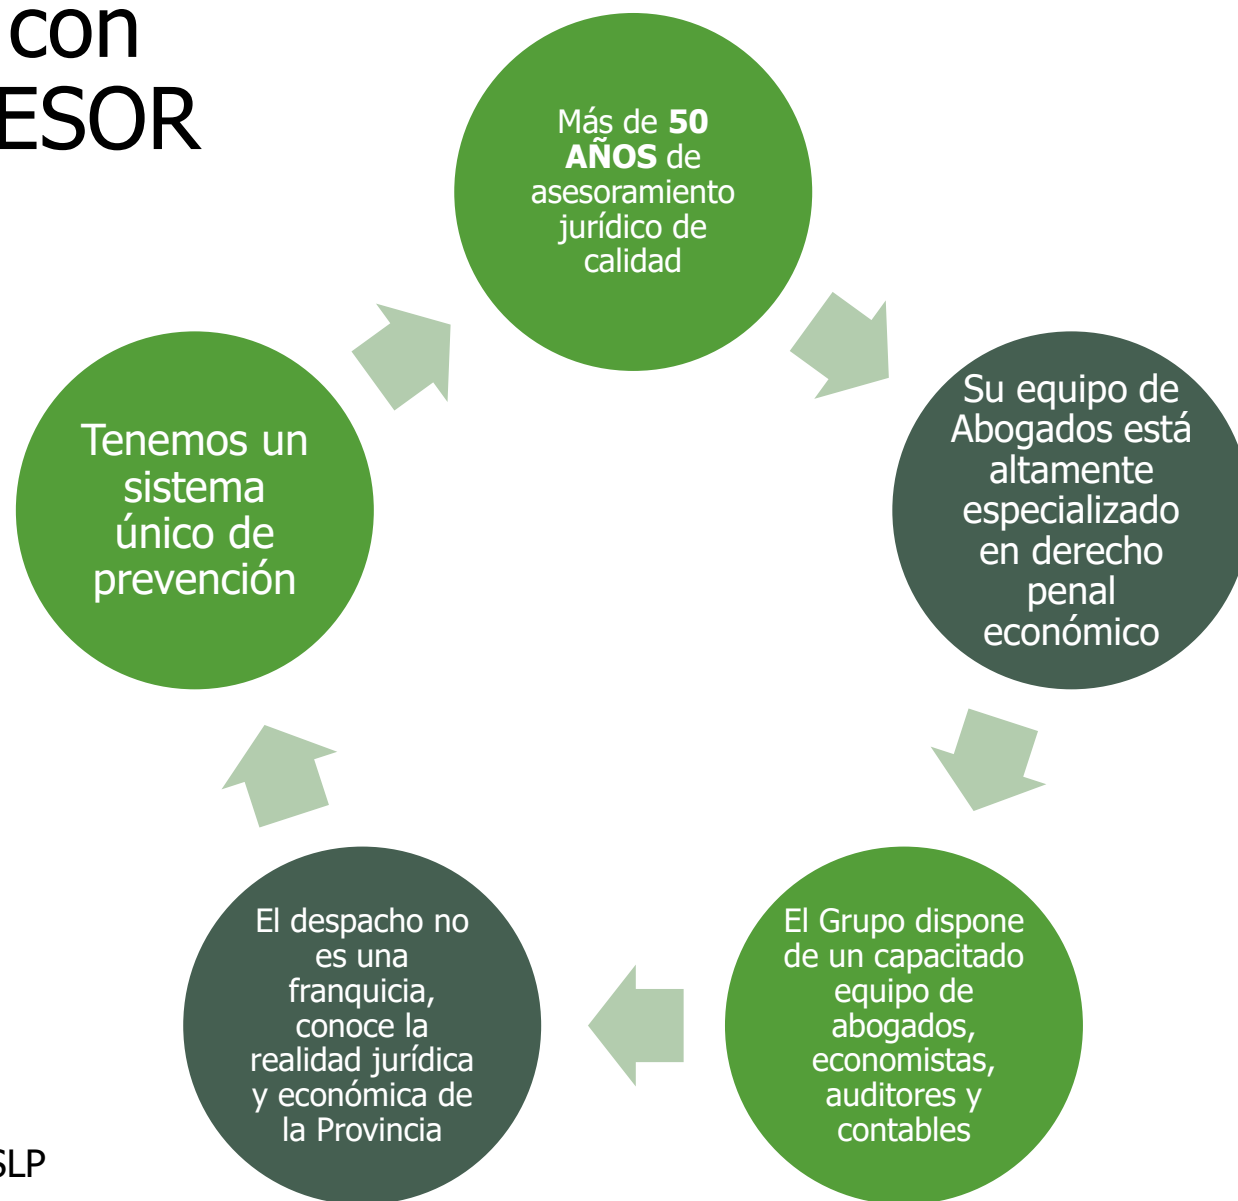 con
ESOR
Más de 50
AÑOS de
asesoramiento
jurídico de
calidad
Su equipo de
Abogados está
altamente
especializado
en derecho
penal
económico
El Grupo dispone
de un capacitado
equipo de
abogados,
economistas,
auditores y
contables
El despacho no
es una
franquicia,
conoce la
realidad jurídica
y económica de
la Provincia
Tenemos un
sistema
único de
prevención
SLP